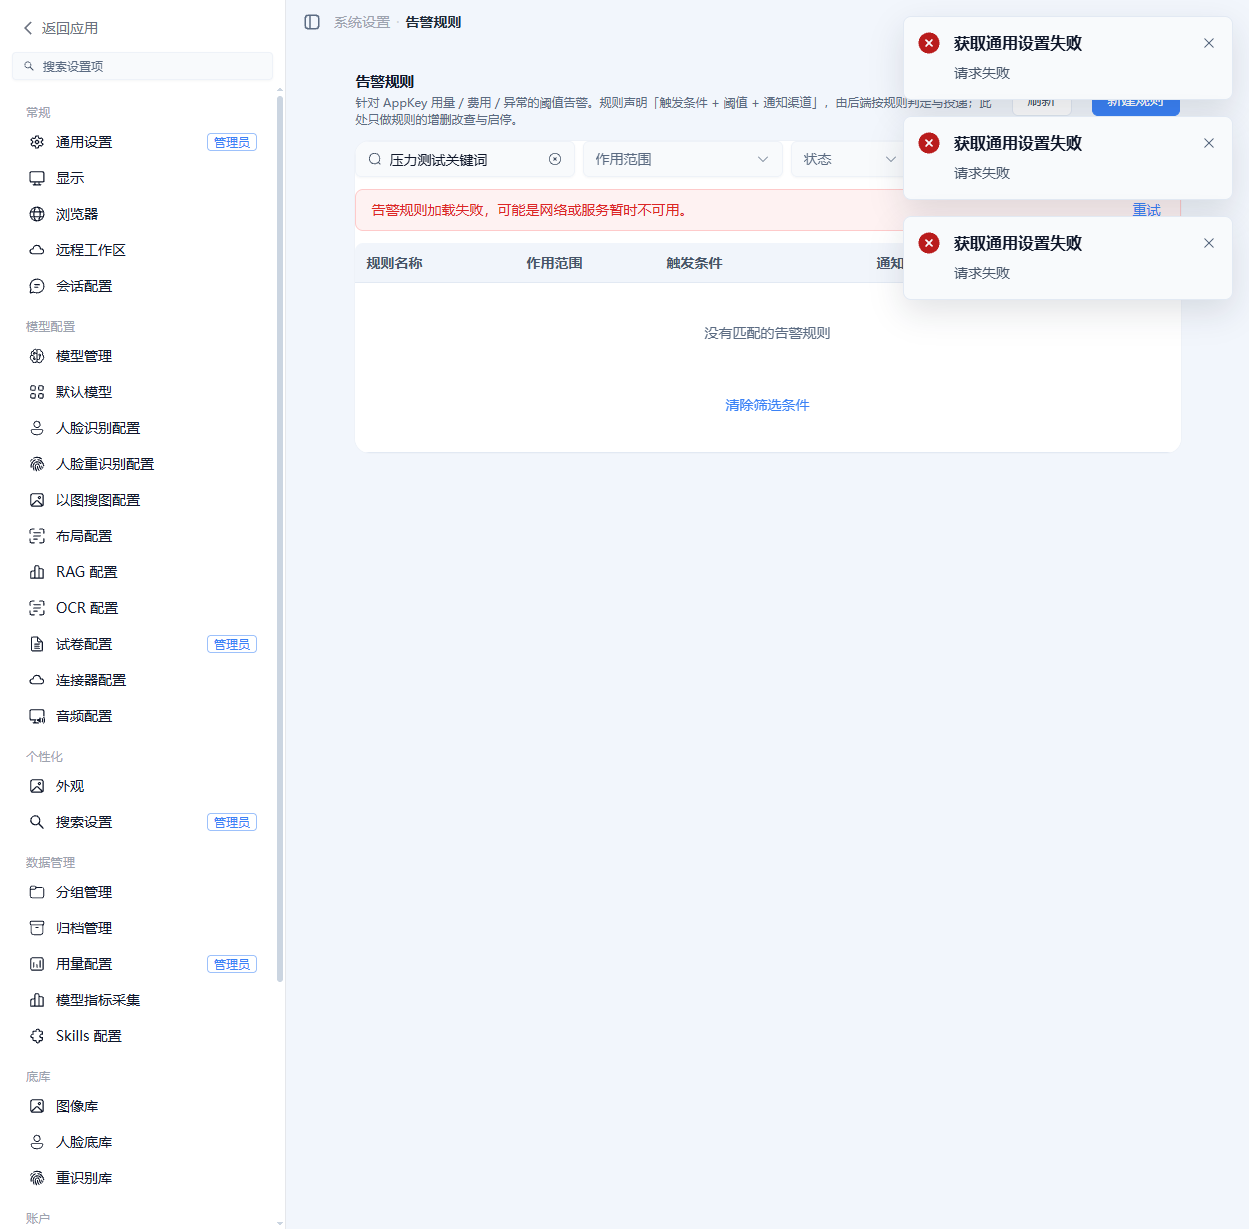 返回应用
搜索设置项
常规
通用设置 管理员
显示
浏览器
远程工作区
会话配置
模型配置
模型管理
默认模型
人脸识别配置
人脸重识别配置
以图搜图配置
布局配置
RAG 配置
OCR 配置
试卷配置 管理员
连接器配置
音频配置
个性化
外观
搜索设置 管理员
数据管理
分组管理
归档管理
用量配置 管理员
模型指标采集
Skills 配置
底库
图像库
人脸底库
重识别库
账户
系统设置 · 告警规则
告警规则
针对 AppKey 用量 / 费用 / 异常的阈值告警。规则声明「触发条件 + 阈值 + 通知渠道」，由后端按规则判定与投递；此
处只做规则的增删改查与启停。
刷新 新建规则
压力测试关键词 作用范围 状态
告警规则加载失败，可能是网络或服务暂时不可用。 重试
规则名称 作用范围 触发条件 通知
没有匹配的告警规则
清除筛选条件
获取通用设置失败
请求失败
获取通用设置失败
请求失败
获取通用设置失败
请求失败